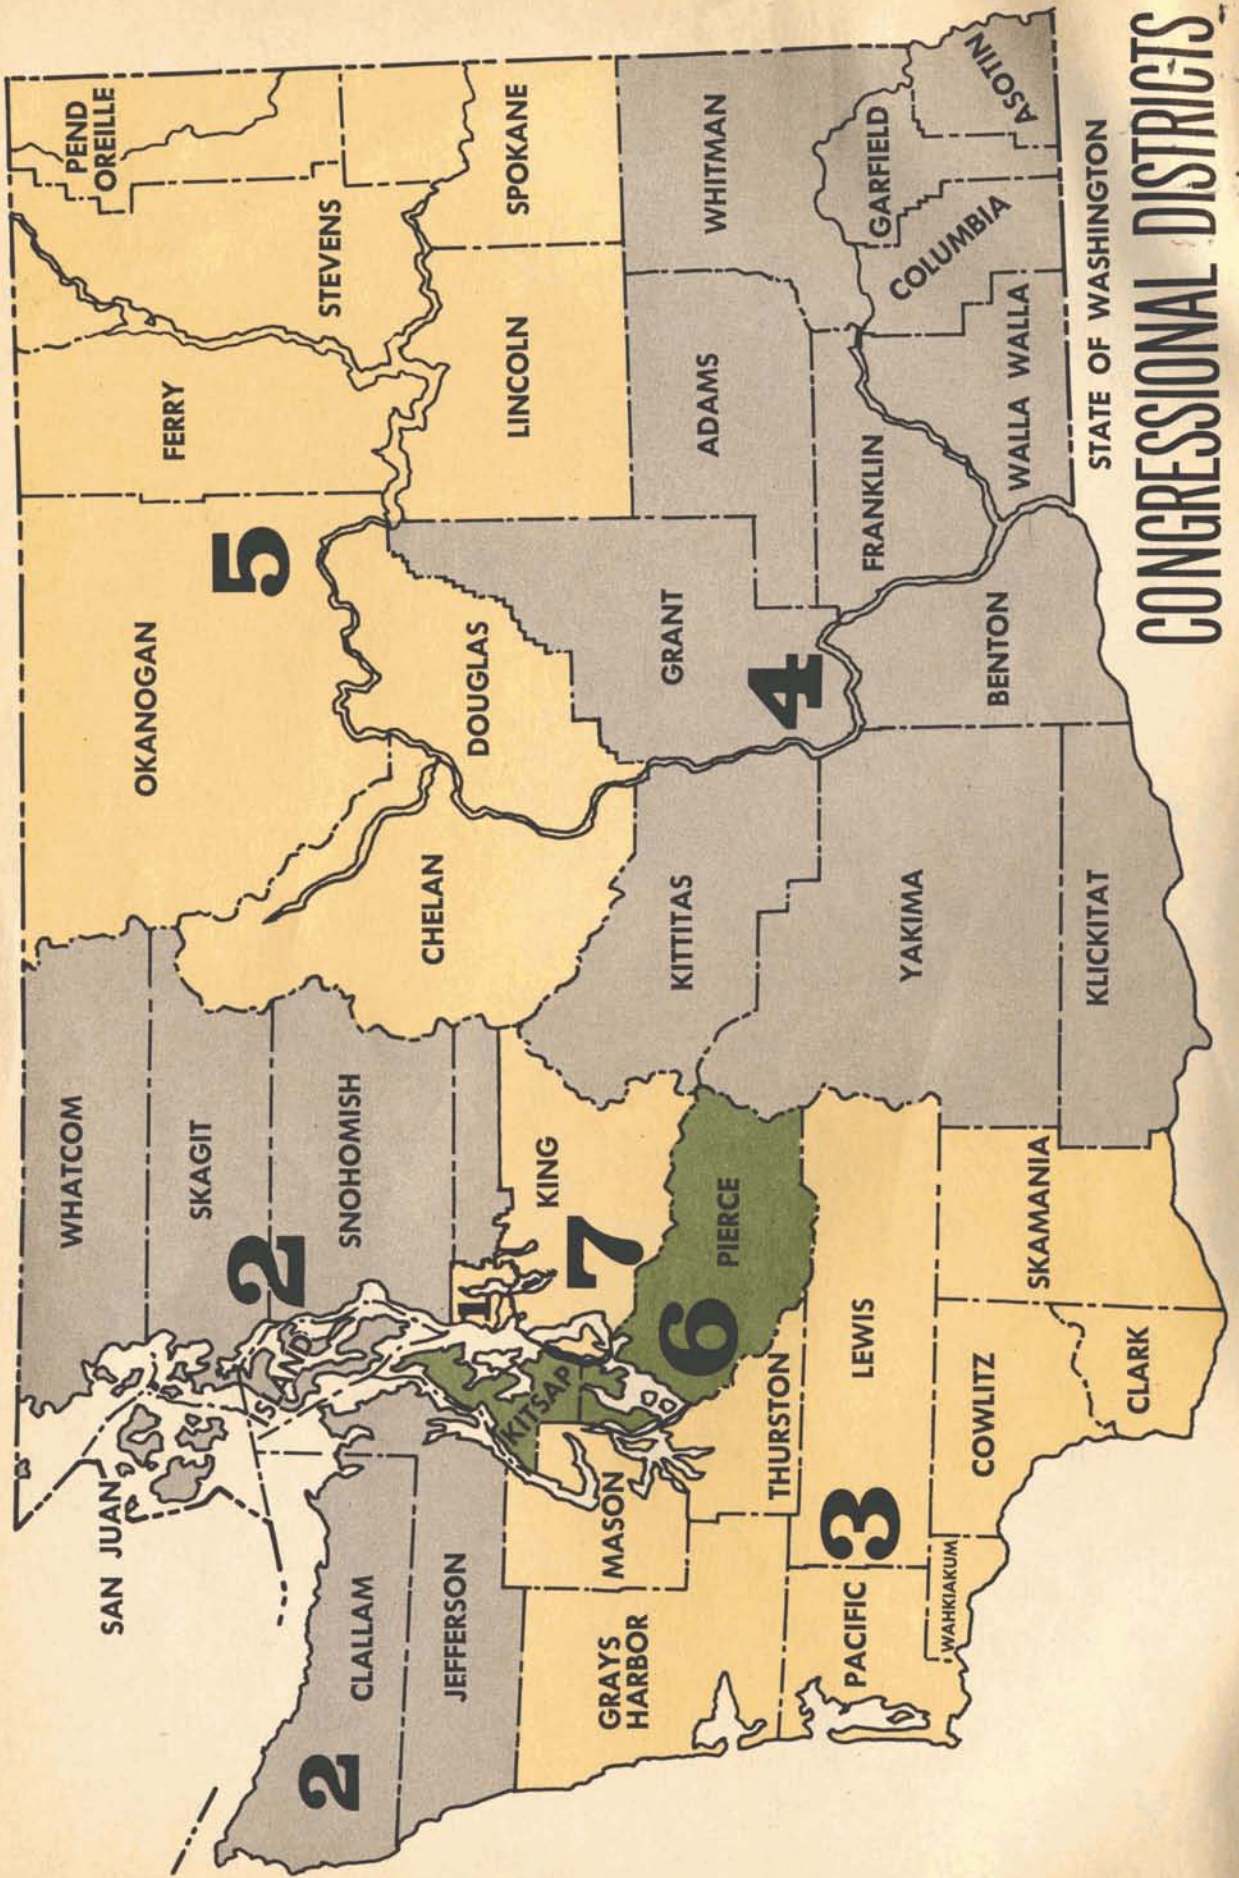 WHATCOM
OKANOGAN
FERRY
STEVENS
PEND
OREILLE
SAN JUAN
SKAGIT
2
ISLAND
SNOHOMISH
5
CHELAN
DOUGLAS
LINCOLN
SPOKANE
2
CLALLAM
JEFFERSON
KITSAP
1
KING
7
GRAYS
HARBOR
MASON
6
PIERCE
KITTITAS
GRANT
4
ADAMS
WHITMAN
THURSTON
PACIFIC
3
LEWIS
YAKIMA
BENTON
FRANKLIN
WALLA WALLA
COLUMBIA
GARFIELD
ASOTIN
WAHKIAKUM
COWLITZ
SKAMANIA
CLARK
KLICKITAT
STATE OF WASHINGTON
CONGRESSIONAL DISTRICTS